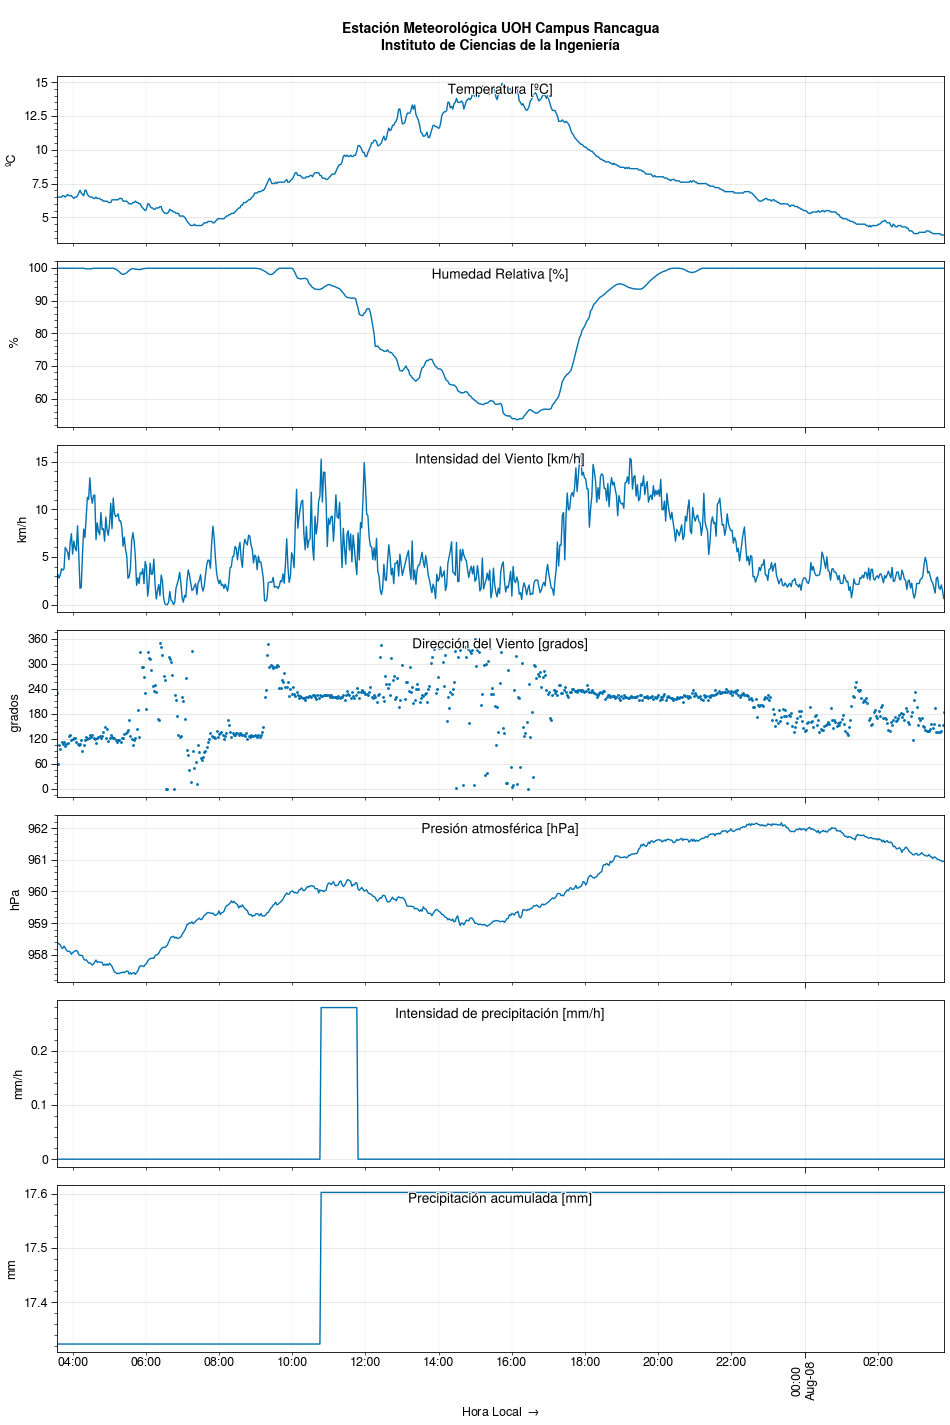 Estación Meteorológica UOH Campus Rancagua
Instituto de Ciencias de la Ingeniería
Temperatura [ºC]
15
12.5
10
7.5
5
ºC
Humedad Relativa [%]
100
90
80
70
60
%
Intensidad del Viento [km/h]
15
10
5
0
km/h
Dirección del Viento [grados]
360
300
240
180
120
60
0
grados
Presión atmosférica [hPa]
962
961
960
959
958
hPa
Intensidad de precipitación [mm/h]
0.2
0.1
0
mm/h
Precipitación acumulada [mm]
17.6
17.5
17.4
mm
04:00 06:00 08:00 10:00 12:00 14:00 16:00 18:00 20:00 22:00 00:00 02:00
Aug-08
Hora Local →